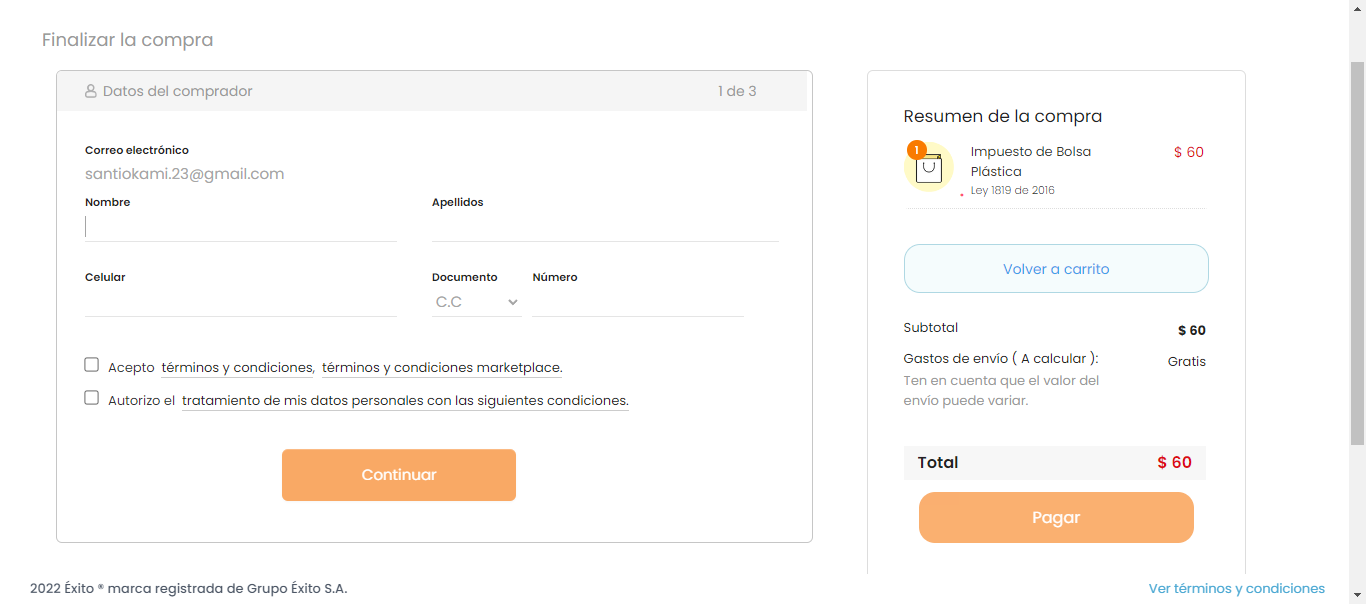 Finalizar la compra
Datos del comprador 1 de 3
Correo electrónico
santiokami.23@gmail.com
Nombre Apellidos
Celular Documento Número
C.C
Acepto términos y condiciones, términos y condiciones marketplace.
Autorizo el tratamiento de mis datos personales con las siguientes condiciones.
Continuar
Resumen de la compra
1
Impuesto de Bolsa $ 60
Plástica
Ley 1819 de 2016
Volver a carrito
Subtotal $ 60
Gastos de envío ( A calcular ): Gratis
Ten en cuenta que el valor del
envío puede variar.
Total $ 60
Pagar
2022 Éxito ® marca registrada de Grupo Éxito S.A. Ver términos y condiciones